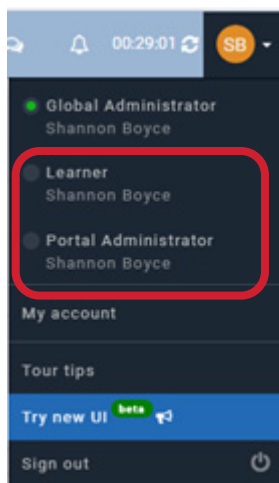 00:29:01 SB
Global Administrator
Shannon Boyce
Learner
Shannon Boyce
Portal Administrator
Shannon Boyce
My account
Tour tips
Try new UI beta
Sign out